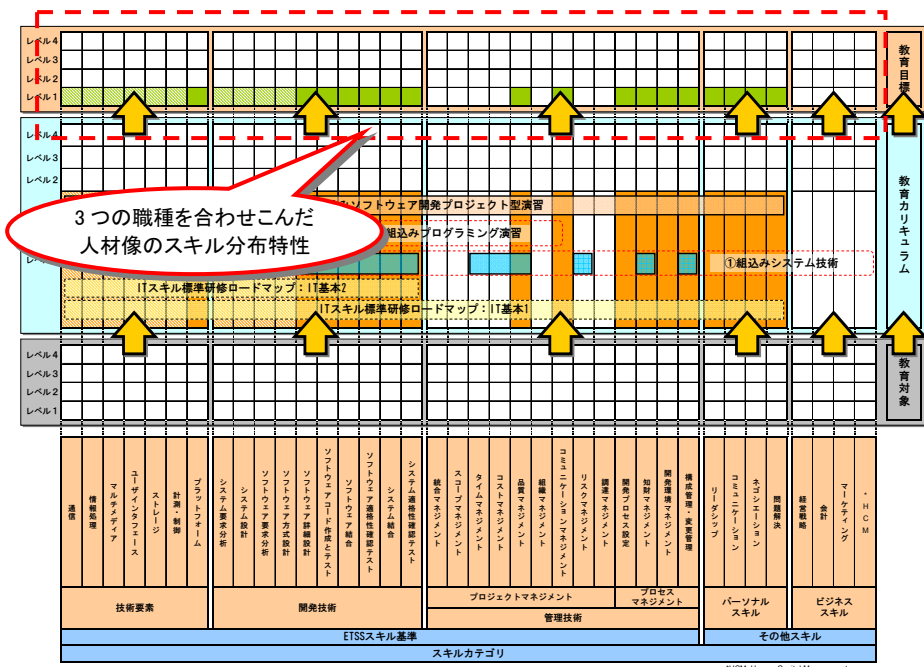 レベル4
レベル3
レベル2
レベル1
教育目標
レベル4
レベル3
レベル2
教育カリキュラム
3つの職種を合わせこんだ
人材像のスキル分布特性
ソフトウェア開発プロジェクト型演習
組込みプログラミング演習
①組込みシステム技術
ITスキル標準研修ロードマップ：IT基本2
ITスキル標準研修ロードマップ：IT基本1
レベル4
レベル3
レベル2
レベル1
教育対象
通信
情報処理
マルチメディア
ユーザインタフェース
ストレージ
計測・制御
プラットフォーム
システム要求分析
システム設計
ソフトウェア要求分析
ソフトウェア方式設計
ソフトウェア詳細設計
ソフトウェアコード作成とテスト
ソフトウェア結合
ソフトウェア適格性確認テスト
システム結合
システム適格性確認テスト
統合マネジメント
スコープマネジメント
タイムマネジメント
コストマネジメント
品質マネジメント
組織マネジメント
コミュニケーションマネジメント
リスクマネジメント
調達マネジメント
開発プロセス設定
知財マネジメント
開発環境マネジメント
構成管理・変更管理
リーダシップ
コミュニケーション
ネゴシエーション
問題解決
経営戦略
会計
マーケティング
・HCM
技術要素
開発技術
プロジェクトマネジメント
プロセス
マネジメント
管理技術
パーソナル
スキル
ビジネス
スキル
ETSSスキル基準
その他スキル
スキルカテゴリ